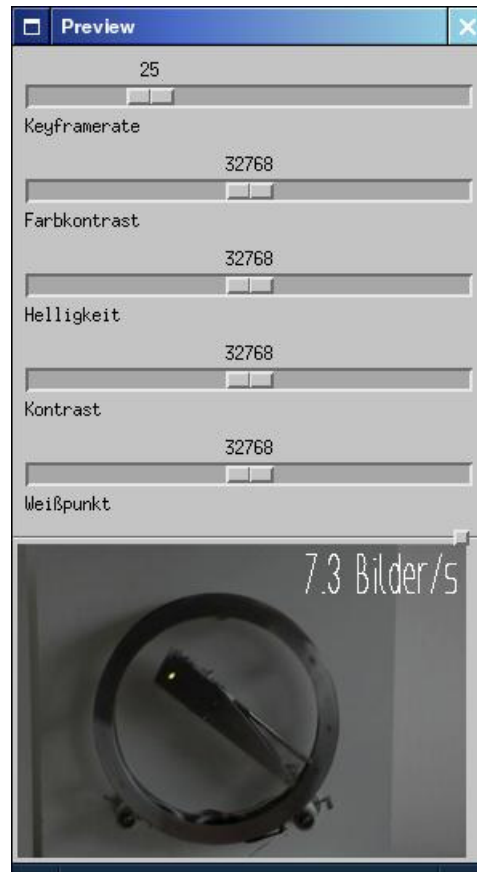 Preview
25
Keyframerate
32768
Farbkontrast
32768
Helligkeit
32768
Kontrast
32768
Weißpunkt
7.3 Bilder/s